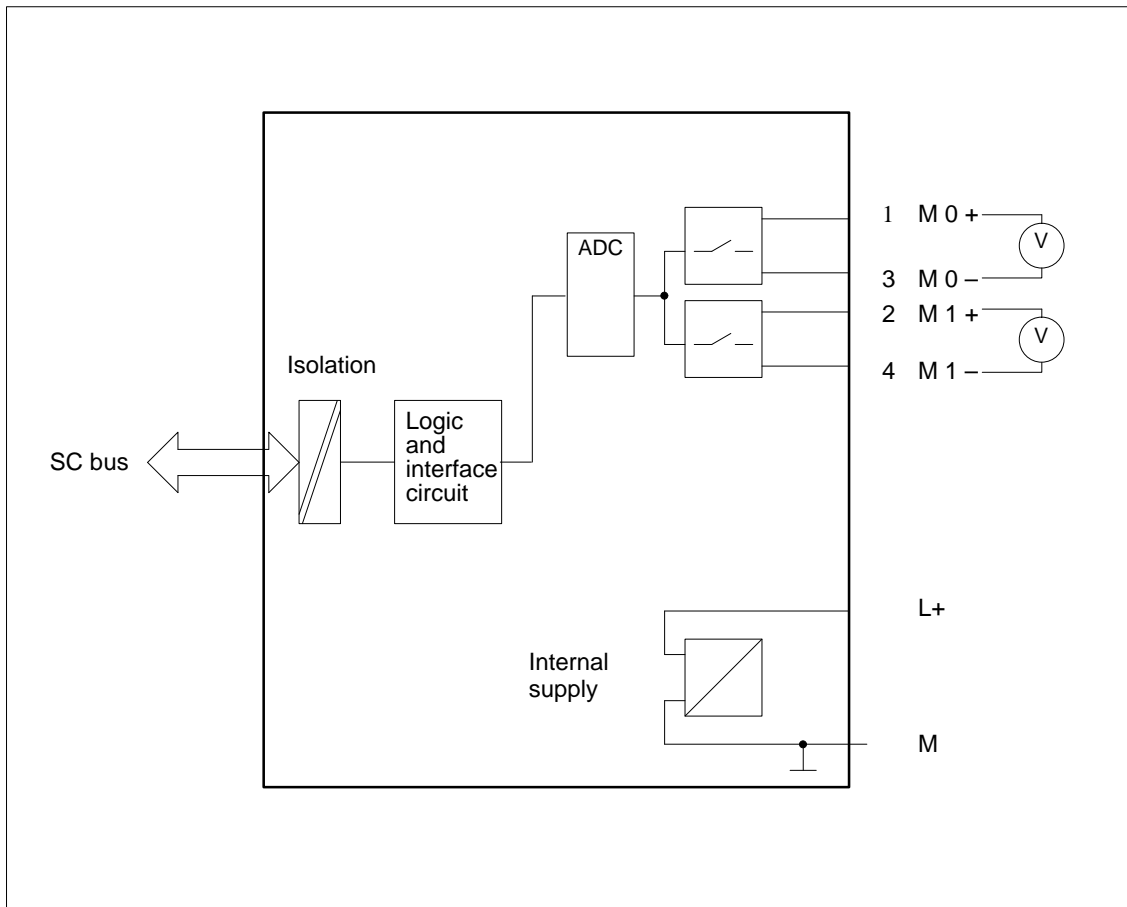 1 M 0 +
V
ADC
3 M 0 –
2 M 1 +
V
4 M 1 –
Isolation
Logic
and
interface
circuit
SC bus
L+
Internal
supply
M